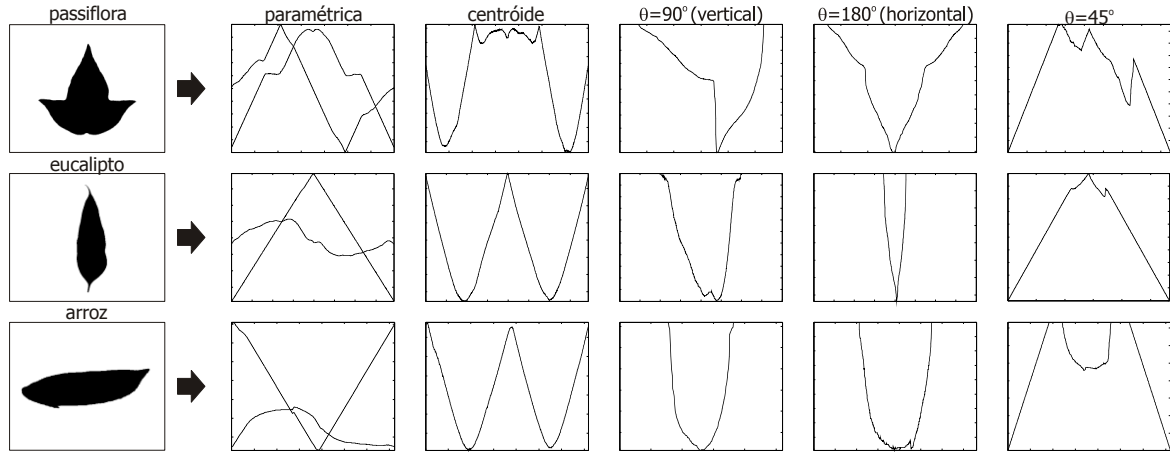 passiflora paramétrica centróide θ=90° (vertical) θ=180° (horizontal) θ=45°
eucalipto
arroz